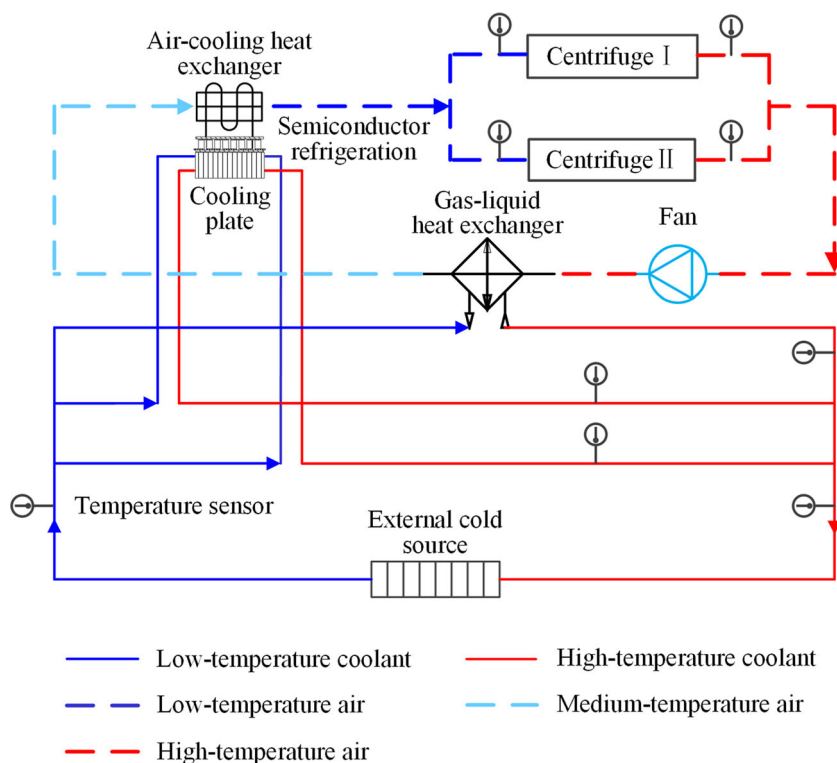 Air-cooling heat
exchanger
Centrifuge Ⅰ
Semiconductor
refrigeration
Centrifuge Ⅱ
Cooling
plate
Gas-liquid
heat exchanger
Fan
Temperature sensor
External cold
source
Low-temperature coolant
High-temperature coolant
Low-temperature air
Medium-temperature air
High-temperature air